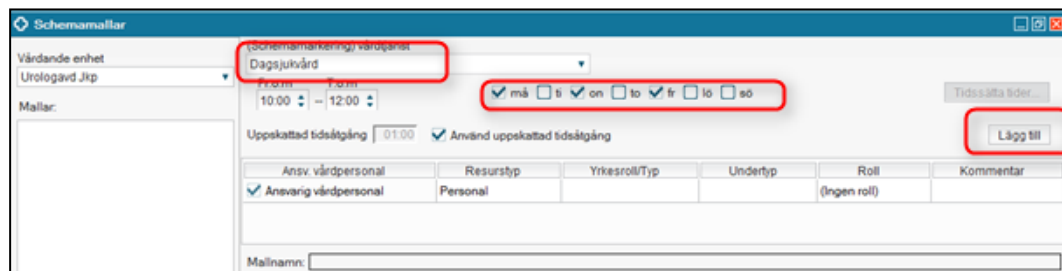 Schemamallar
Vårdande enhet
Urologavd Jkp
Mallar:
(Schemamarkering) vårdtjänst
Dagsjukvård
Fr.o.m T.o.m
10:00 – 12:00
må ti on to fr lö sö
Tidssätta tider...
Uppskattad tidsåtgång 01:00 Använd uppskattad tidsåtgång
Lägg till
Ansv. vårdpersonal Resurstyp Yrkesroll/Typ Undertyp Roll Kommentar
Ansvarig vårdpersonal Personal (Ingen roll)
Mallnamn: